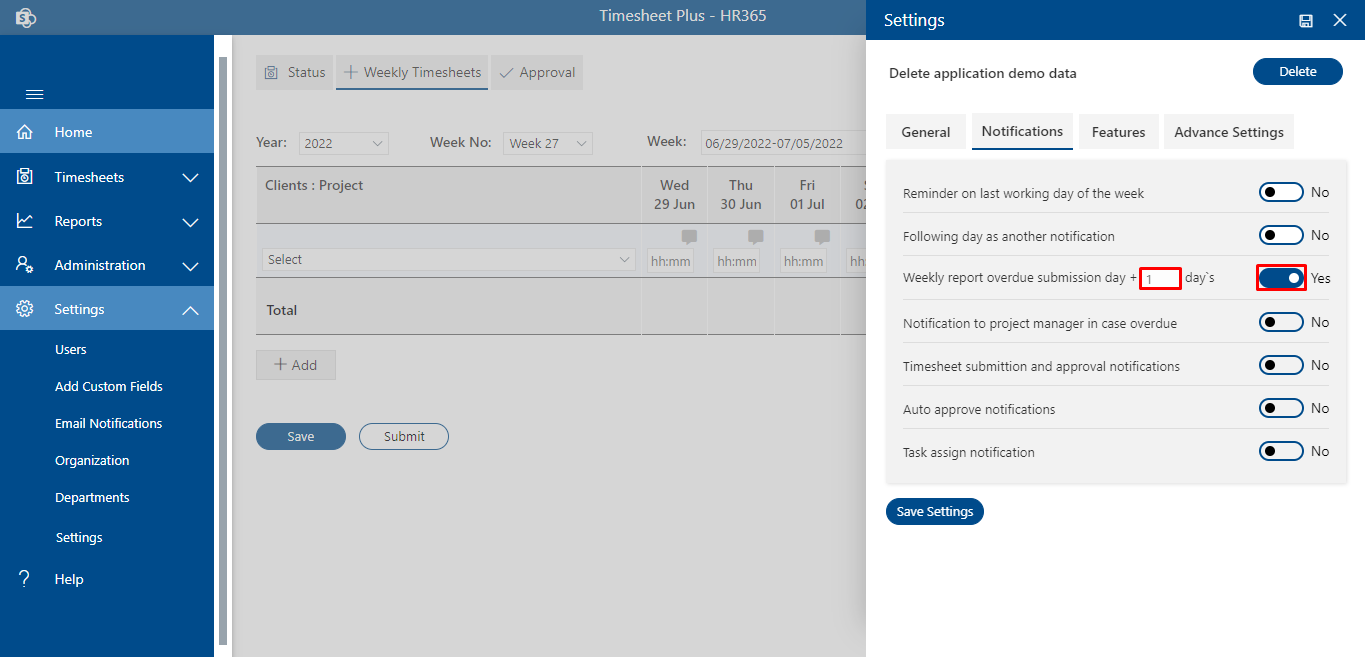 S
Timesheet Plus - HR365
Home
Timesheets
Reports
Administration
Settings
Users
Add Custom Fields
Email Notifications
Organization
Departments
Settings
? Help
Status
Weekly Timesheets
Approval
Year: 2022
Week No: Week 27
Week: 06/29/2022-07/05/2022
Clients : Project
Wed
29 Jun
Thu
30 Jun
Fri
01 Jul
Select
hh:mm
hh:mm
hh:mm
Total
+ Add
Save
Submit
Settings
Delete application demo data
Delete
General
Notifications
Features
Advance Settings
Reminder on last working day of the week No
Following day as another notification No
Weekly report overdue submission day + 1 day`s Yes
Notification to project manager in case overdue No
Timesheet submittion and approval notifications No
Auto approve notifications No
Task assign notification No
Save Settings